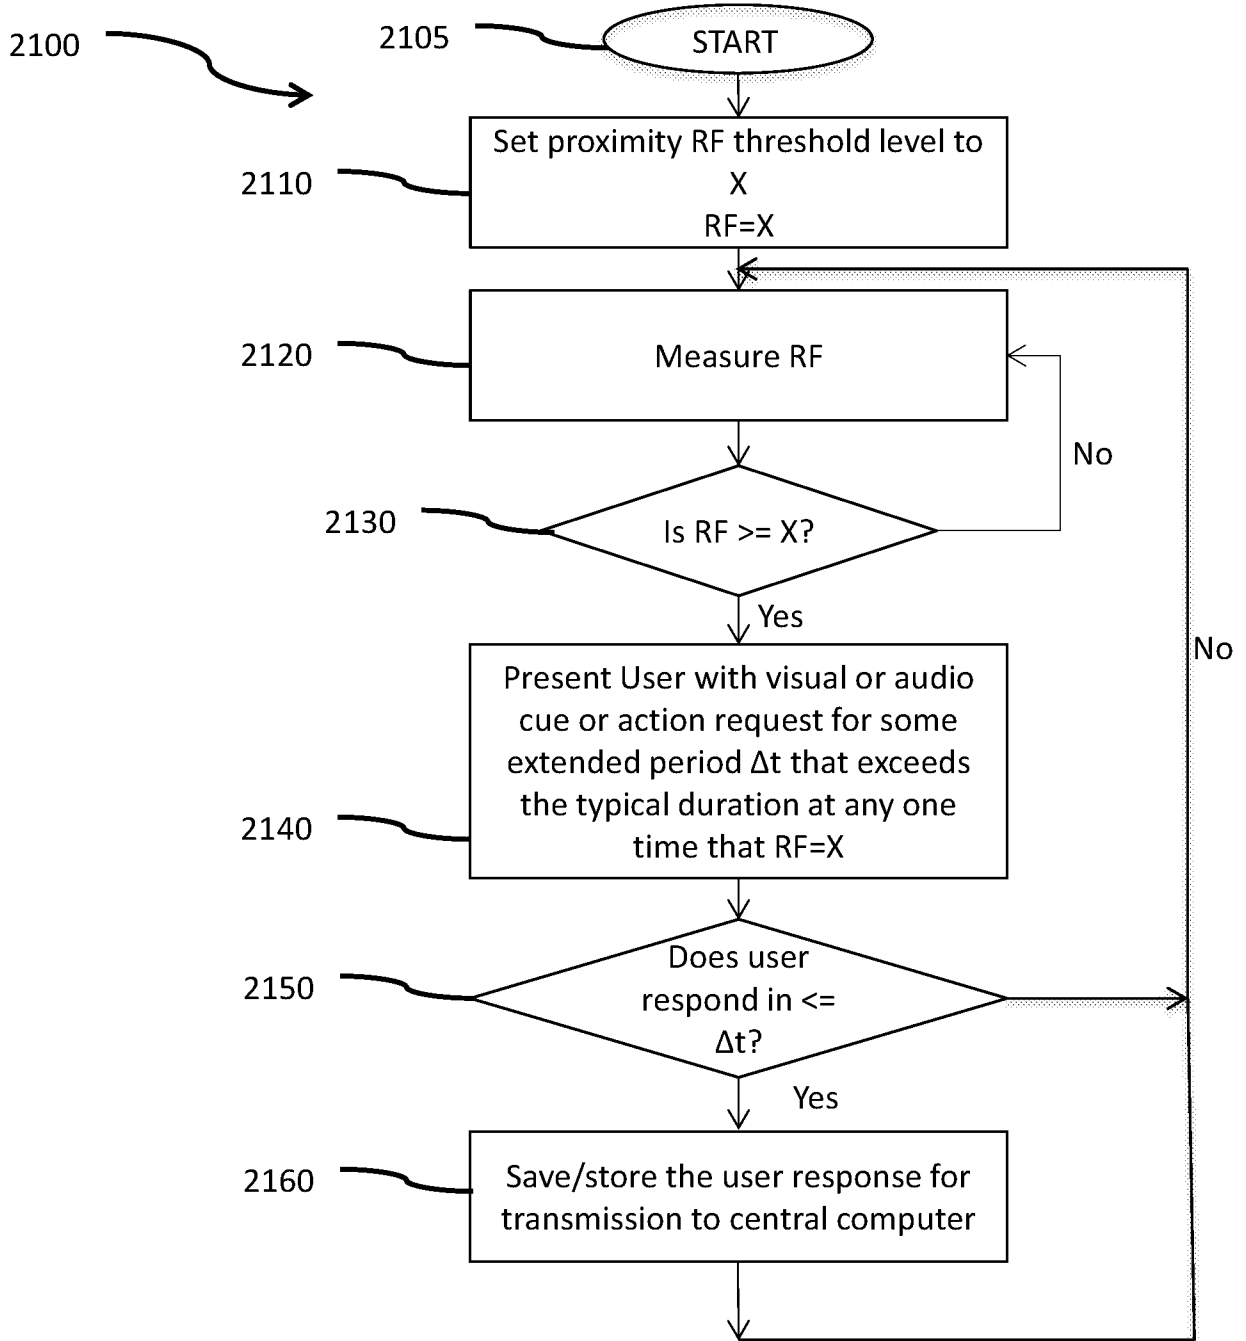 2100
2105
START
Set proximity RF threshold level to
X
RF=X
2110
2120
Measure RF
No
2130
Is RF >= X?
Yes
No
Present User with visual or audio
cue or action request for some
extended period Δt that exceeds
the typical duration at any one
time that RF=X
2140
Does user
respond in <=
Δt?
2150
Yes
2160
Save/store the user response for
transmission to central computer